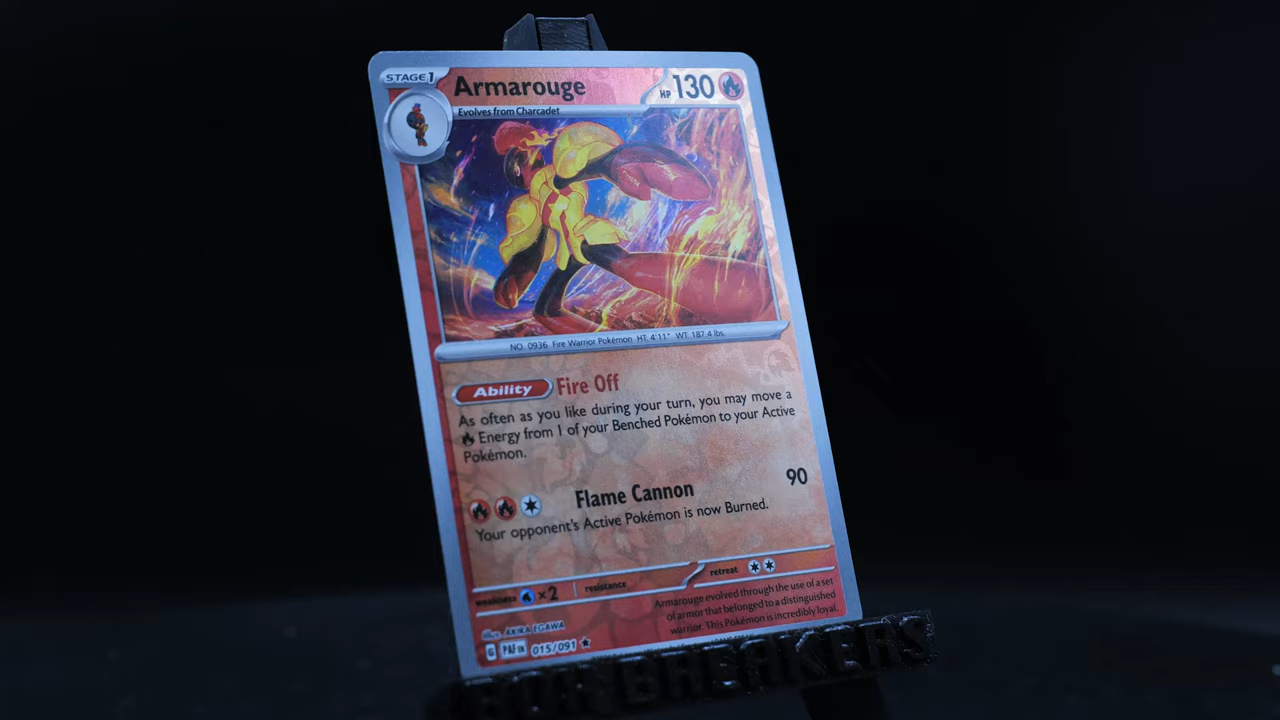 STAGE 1
Armarouge
HP 130
Evolves from Charcadet
NO. 0936 Fire Warrior Pokémon HT: 4'11" WT: 187.4 lbs.
Ability Fire Off
As often as you like during your turn, you may move a
Energy from 1 of your Benched Pokémon to your Active
Pokémon.
Flame Cannon 90
Your opponent's Active Pokémon is now Burned.
weakness ×2 resistance retreat
Armarouge evolved through the use of a set
of armor that belonged to a distinguished
warrior. This Pokémon is incredibly loyal.
Illus. AKIRA EGAWA
G PAF EN 015/091
BREAKERS